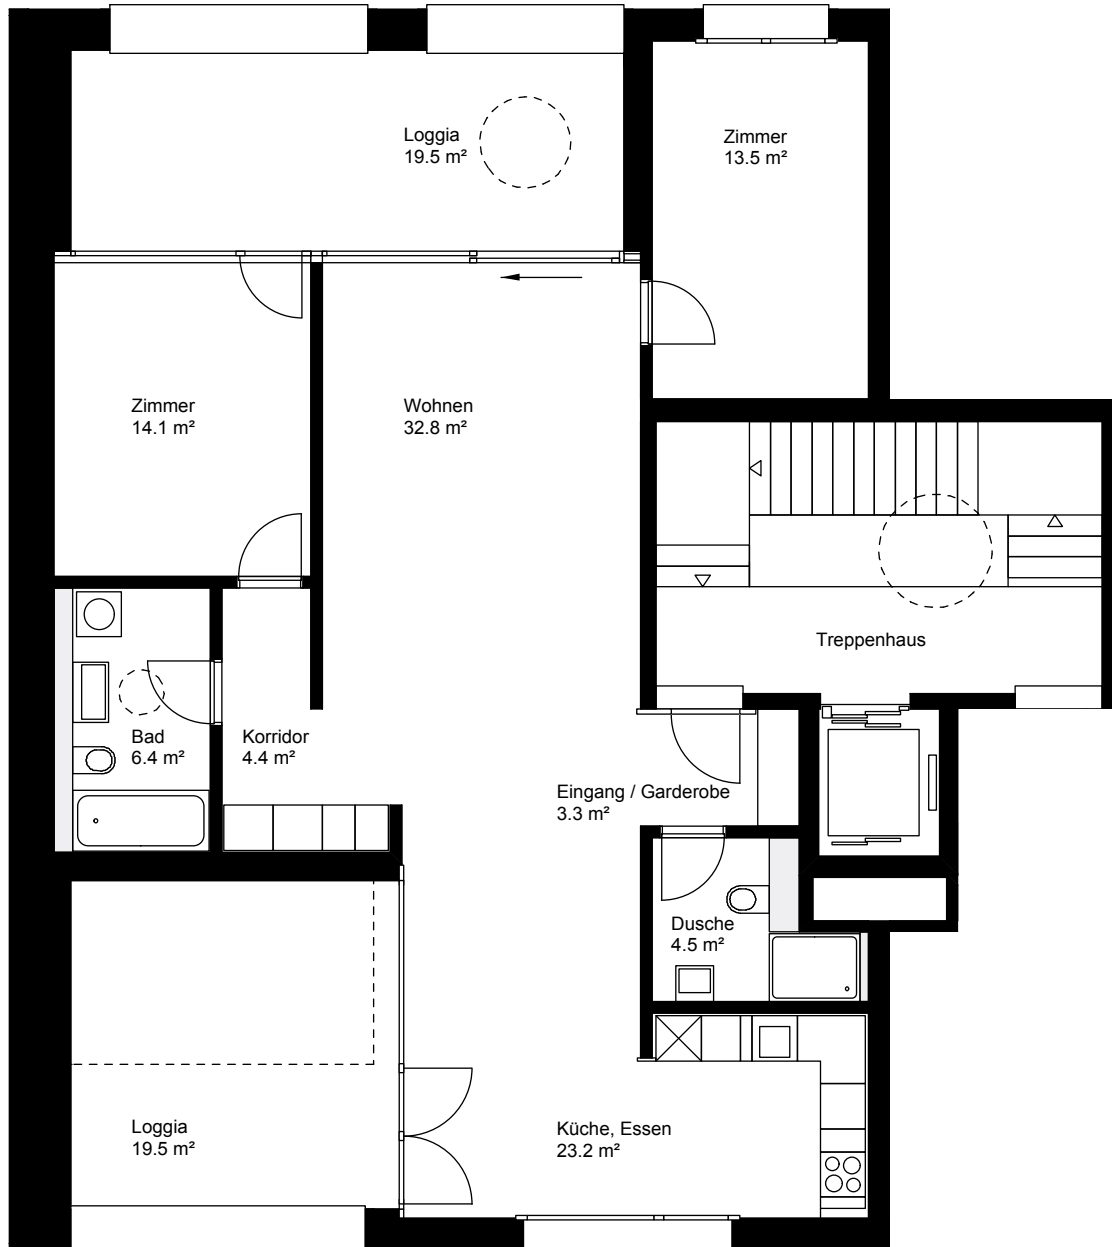 Loggia
19.5 m²
Zimmer
13.5 m²
Zimmer
14.1 m²
Wohnen
32.8 m²
Treppenhaus
Bad
6.4 m²
Korridor
4.4 m²
Eingang / Garderobe
3.3 m²
Dusche
4.5 m²
Loggia
19.5 m²
Küche, Essen
23.2 m²